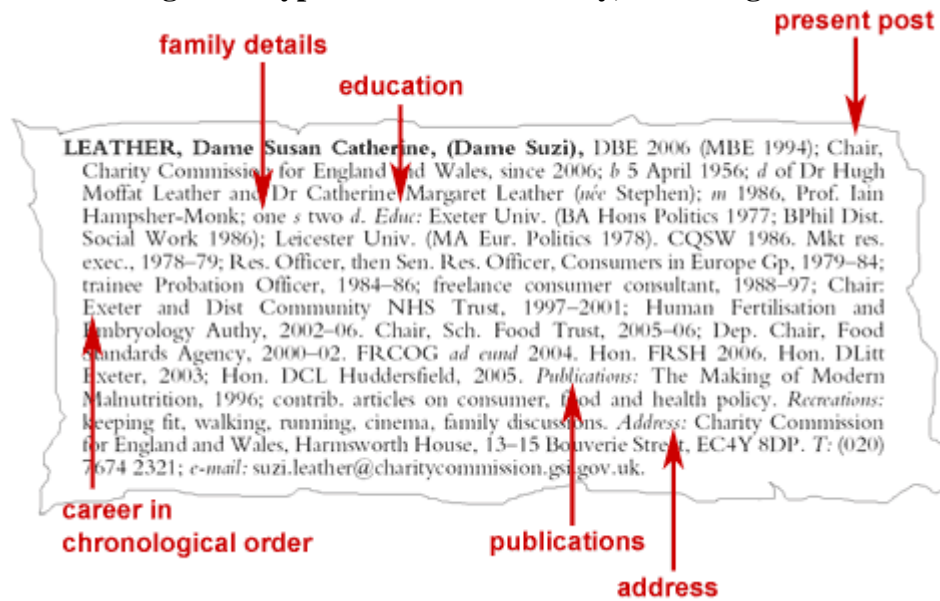 present post
family details
education
LEATHER, Dame Susan Catherine, (Dame Suzi), DBE 2006 (MBE 1994); Chair,
Charity Commission for England and Wales, since 2006; b 5 April 1956; d of Dr Hugh
Moffat Leather and Dr Catherine Margaret Leather (née Stephen); m 1986, Prof. Iain
Hampsher-Monk; one s two d. Educ: Exeter Univ. (BA Hons Politics 1977; BPhil Dist.
Social Work 1986); Leicester Univ. (MA Eur. Politics 1978). CQSW 1986. Mkt res.
exec., 1978–79; Res. Officer, then Sen. Res. Officer, Consumers in Europe Gp, 1979–84;
trainee Probation Officer, 1984–86; freelance consumer consultant, 1988–97; Chair:
Exeter and Dist Community NHS Trust, 1997–2001; Human Fertilisation and
Embryology Authy, 2002–06. Chair, Sch. Food Trust, 2005–06; Dep. Chair, Food
Standards Agency, 2000–02. FRCOG ad eund 2004. Hon. FRSH 2006. Hon. DLitt
Exeter, 2003; Hon. DCL Huddersfield, 2005. Publications: The Making of Modern
Malnutrition, 1996; contrib. articles on consumer, food and health policy. Recreations:
keeping fit, walking, running, cinema, family discussions. Address: Charity Commission
for England and Wales, Harmsworth House, 13–15 Bouverie Street, EC4Y 8DP. T: (020)
7674 2321; e-mail: suzi.leather@charitycommission.gsi.gov.uk.
career in
chronological order
publications
address